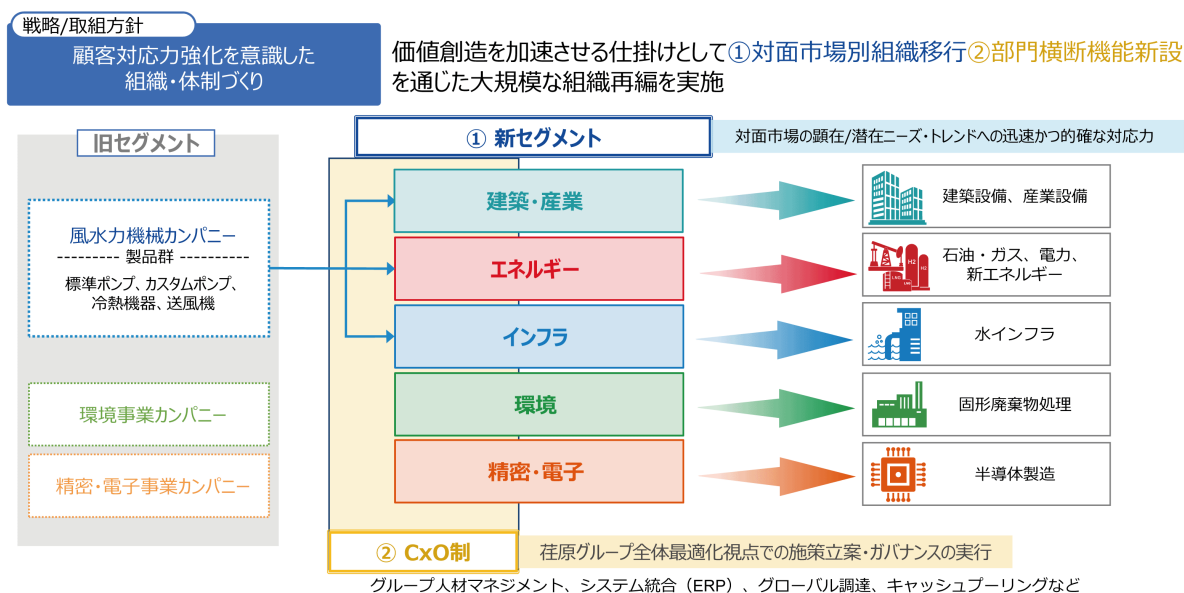 戦略/取組方針
顧客対応力強化を意識した
組織・体制づくり
価値創造を加速させる仕掛けとして①対面市場別組織移行②部門横断機能新設
を通じた大規模な組織再編を実施
旧セグメント
① 新セグメント
対面市場の顕在/潜在ニーズ・トレンドへの迅速かつ的確な対応力
風水力機械カンパニー
---------- 製品群 ----------
標準ポンプ、カスタムポンプ、
冷熱機器、送風機
環境事業カンパニー
精密・電子事業カンパニー
建築・産業
建築設備、産業設備
エネルギー
H2
H2
LNG
LNG
石油・ガス、電力、
新エネルギー
インフラ
水インフラ
環境
固形廃棄物処理
精密・電子
半導体製造
② CxO制
荏原グループ全体最適化視点での施策立案・ガバナンスの実行
グループ人材マネジメント、システム統合（ERP）、グローバル調達、キャッシュプーリングなど